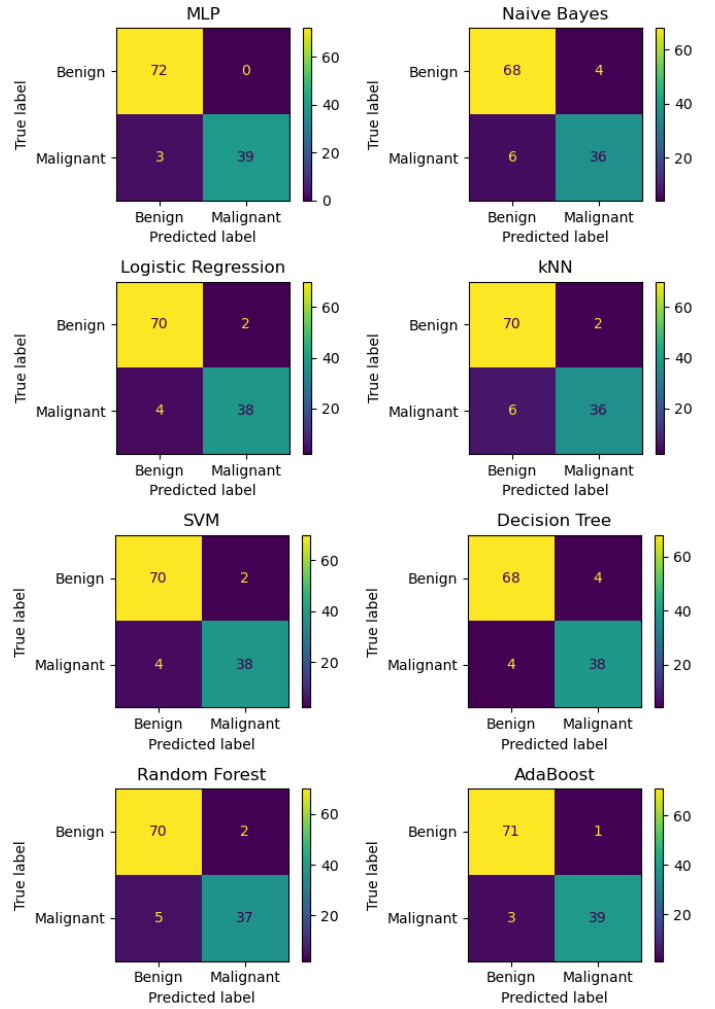 MLP
True label
Benign
Malignant
72
0
3
39
60
40
20
0
Benign Malignant
Predicted label
Naive Bayes
True label
Benign
Malignant
68
4
6
36
60
40
20
Benign Malignant
Predicted label
Logistic Regression
True label
Benign
Malignant
70
2
4
38
60
40
20
Benign Malignant
Predicted label
kNN
True label
Benign
Malignant
70
2
6
36
60
40
20
Benign Malignant
Predicted label
SVM
True label
Benign
Malignant
70
2
4
38
60
40
20
Benign Malignant
Predicted label
Decision Tree
True label
Benign
Malignant
68
4
4
38
60
40
20
Benign Malignant
Predicted label
Random Forest
True label
Benign
Malignant
70
2
5
37
60
40
20
Benign Malignant
Predicted label
AdaBoost
True label
Benign
Malignant
71
1
3
39
60
40
20
Benign Malignant
Predicted label